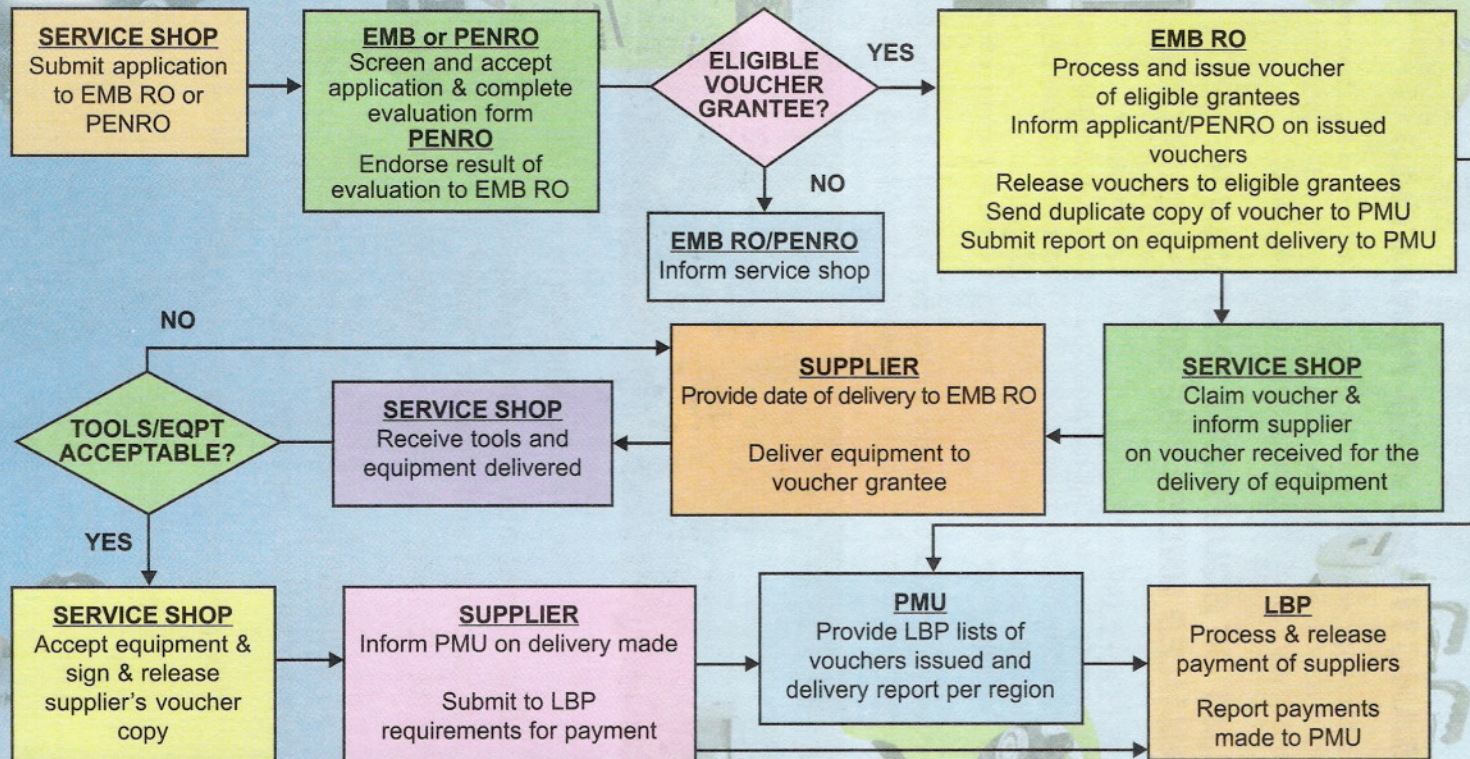 SERVICE SHOP
Submit application
to EMB RO or
PENRO
EMB or PENRO
Screen and accept
application & complete
evaluation form
PENRO
Endorse result of
evaluation to EMB RO
ELIGIBLE
VOUCHER
GRANTEE?
YES
NO
EMB RO/PENRO
Inform service shop
EMB RO
Process and issue voucher
of eligible grantees
Inform applicant/PENRO on issued
vouchers
Release vouchers to eligible grantees
Send duplicate copy of voucher to PMU
Submit report on equipment delivery to PMU
SERVICE SHOP
Claim voucher &
inform supplier
on voucher received for the
delivery of equipment
SUPPLIER
Provide date of delivery to EMB RO
Deliver equipment to
voucher grantee
SERVICE SHOP
Receive tools and
equipment delivered
TOOLS/EQPT
ACCEPTABLE?
NO
YES
SERVICE SHOP
Accept equipment &
sign & release
supplier's voucher
copy
SUPPLIER
Inform PMU on delivery made
Submit to LBP
requirements for payment
PMU
Provide LBP lists of
vouchers issued and
delivery report per region
LBP
Process & release
payment of suppliers
Report payments
made to PMU